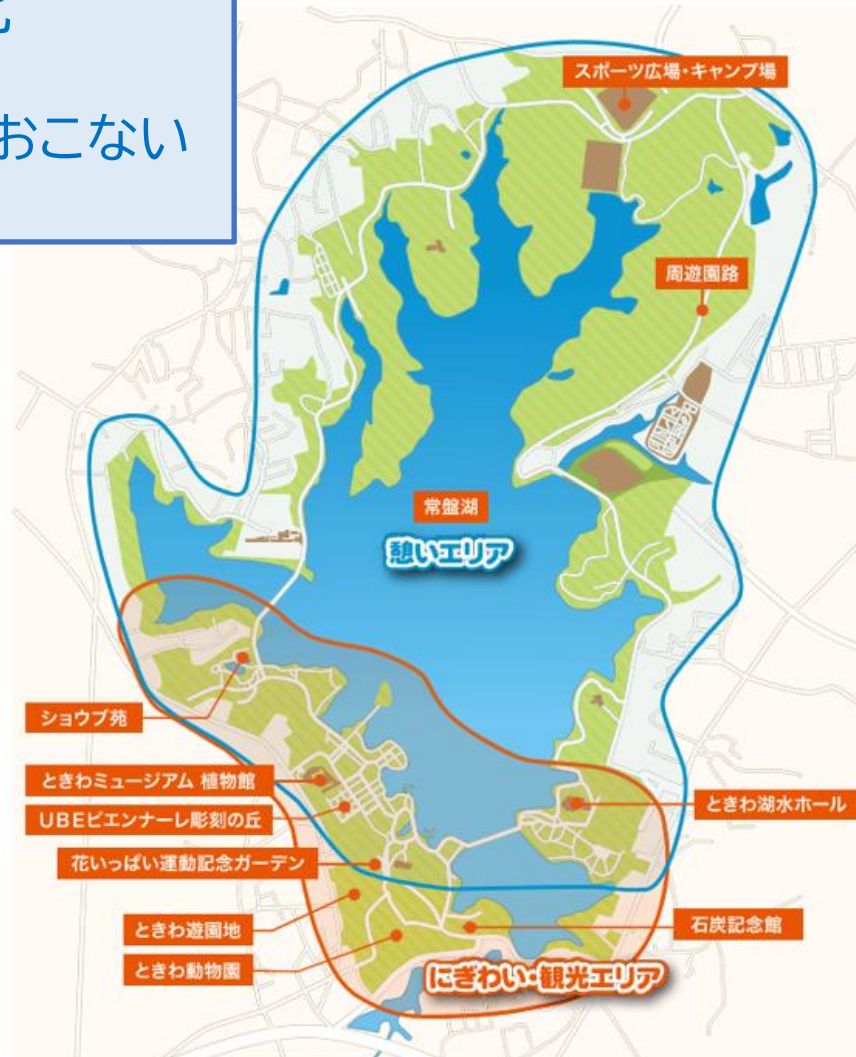 おこない
スポーツ広場・キャンプ場
周遊園路
常盤湖
憩いエリア
ショウブ苑
ときわミュージアム 植物館
UBEビエンナーレ彫刻の丘
ときわ湖水ホール
花いっぱい運動記念ガーデン
ときわ遊園地
石炭記念館
ときわ動物園
にぎわい・観光エリア